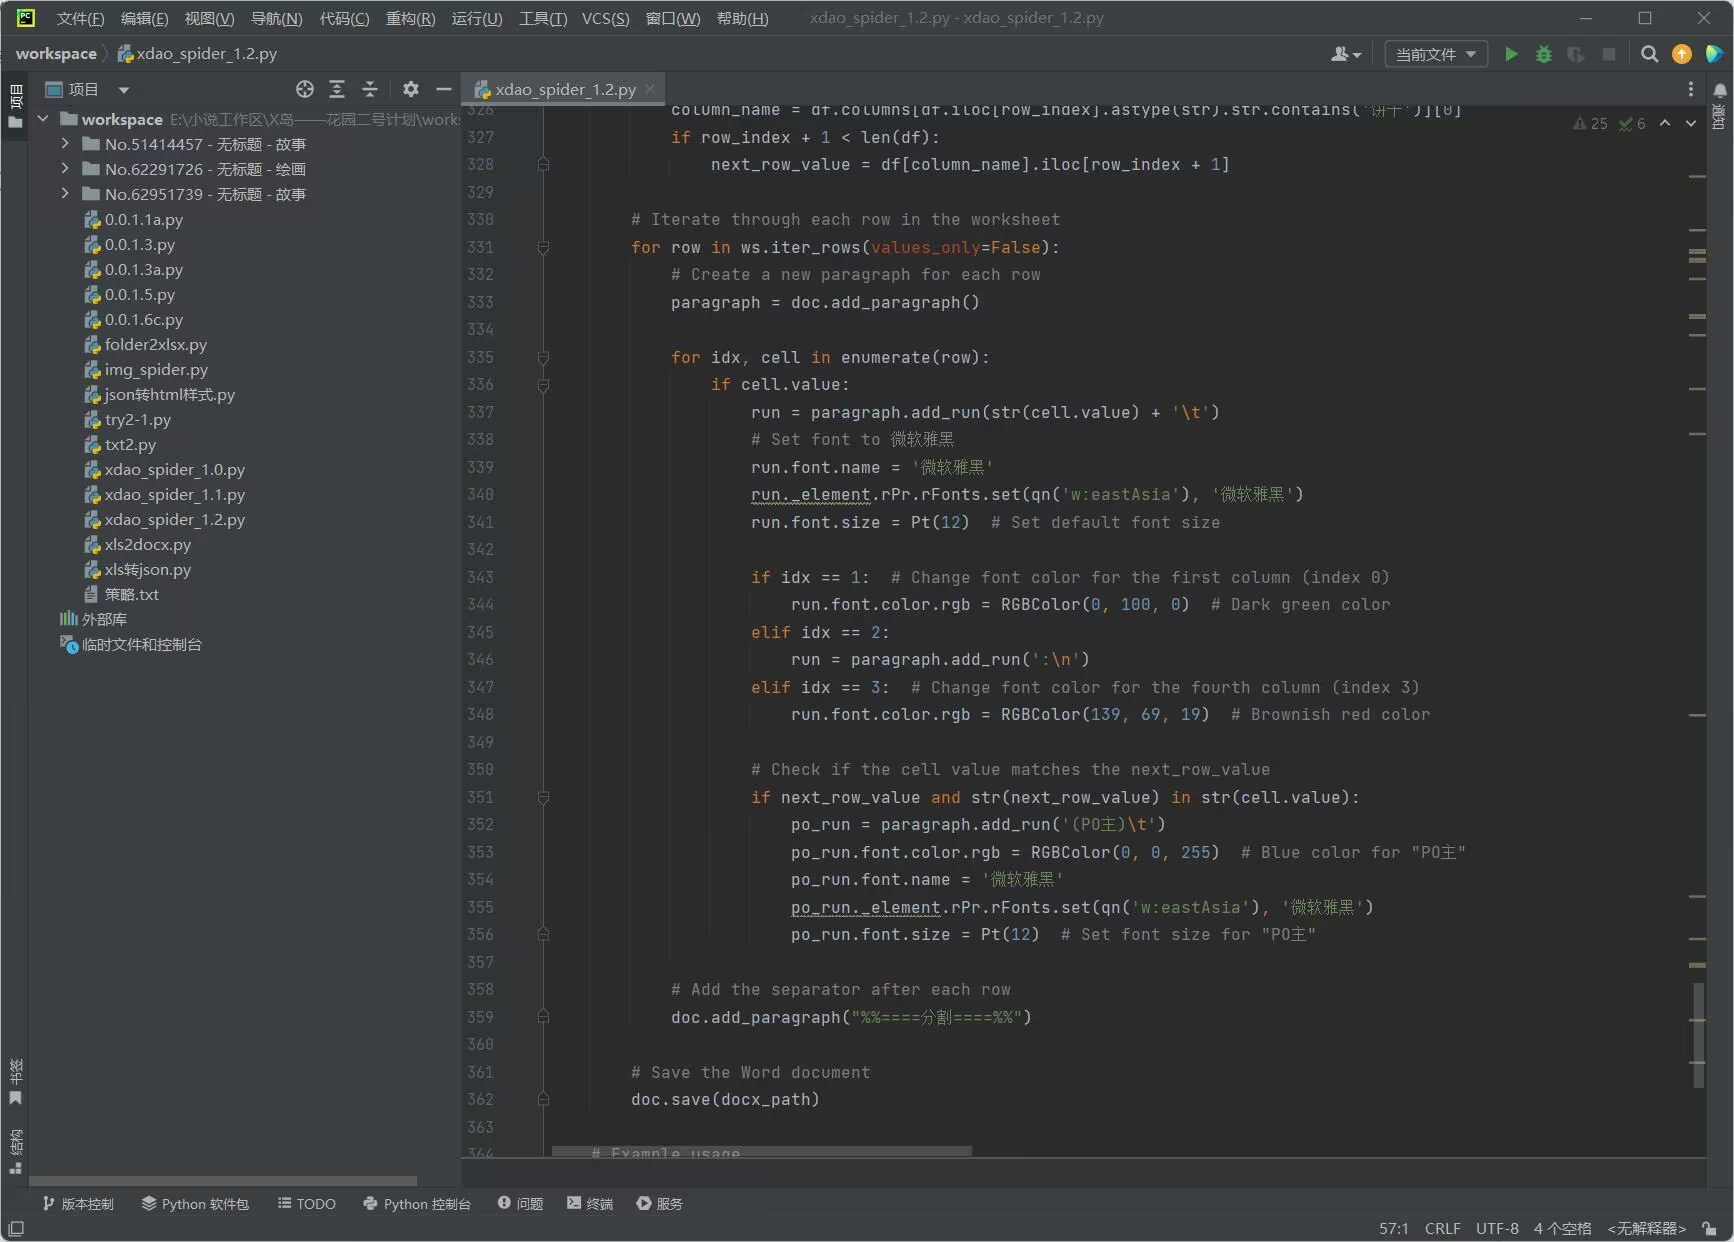 PC 文件(F) 编辑(E) 视图(V) 导航(N) 代码(C) 重构(R) 运行(U) 工具(T) VCS(S) 窗口(W) 帮助(H) xdao_spider_1.2.py - xdao_spider_1.2.py
workspace xdao_spider_1.2.py 当前文件
项目
项目
xdao_spider_1.2.py
通知
workspace E:\小说工作区\X岛——花园二号计划\works
No.51414457 - 无标题 - 故事
No.62291726 - 无标题 - 绘画
No.62951739 - 无标题 - 故事
0.0.1.1a.py
0.0.1.3.py
0.0.1.3a.py
0.0.1.5.py
0.0.1.6c.py
folder2xlsx.py
img_spider.py
json转html样式.py
try2-1.py
txt2.py
xdao_spider_1.0.py
xdao_spider_1.1.py
xdao_spider_1.2.py
xls2docx.py
xls转json.py
策略.txt
外部库
临时文件和控制台
25 6
326 column_name = df.columns[df.iloc[row_index].astype(str).str.contains('饼干')][0]
327 if row_index + 1 < len(df):
328 next_row_value = df[column_name].iloc[row_index + 1]
329
330 # Iterate through each row in the worksheet
331 for row in ws.iter_rows(values_only=False):
332 # Create a new paragraph for each row
333 paragraph = doc.add_paragraph()
334
335 for idx, cell in enumerate(row):
336 if cell.value:
337 run = paragraph.add_run(str(cell.value) + '\t')
338 # Set font to 微软雅黑
339 run.font.name = '微软雅黑'
340 run._element.rPr.rFonts.set(qn('w:eastAsia'), '微软雅黑')
341 run.font.size = Pt(12)  # Set default font size
342
343 if idx == 1:  # Change font color for the first column (index 0)
344 run.font.color.rgb = RGBColor(0, 100, 0)  # Dark green color
345 elif idx == 2:
346 run = paragraph.add_run(':\n')
347 elif idx == 3:  # Change font color for the fourth column (index 3)
348 run.font.color.rgb = RGBColor(139, 69, 19)  # Brownish red color
349
350 # Check if the cell value matches the next_row_value
351 if next_row_value and str(next_row_value) in str(cell.value):
352 po_run = paragraph.add_run('(PO主)\t')
353 po_run.font.color.rgb = RGBColor(0, 0, 255)  # Blue color for "PO主"
354 po_run.font.name = '微软雅黑'
355 po_run._element.rPr.rFonts.set(qn('w:eastAsia'), '微软雅黑')
356 po_run.font.size = Pt(12)  # Set font size for "PO主"
357
358 # Add the separator after each row
359 doc.add_paragraph("%%====分割====%%")
360
361 # Save the Word document
362 doc.save(docx_path)
363
364 # Example usage
书签
结构
版本控制 Python 软件包 TODO Python 控制台 问题 终端 服务
57:1 CRLF UTF-8 4 个空格 <无解释器>